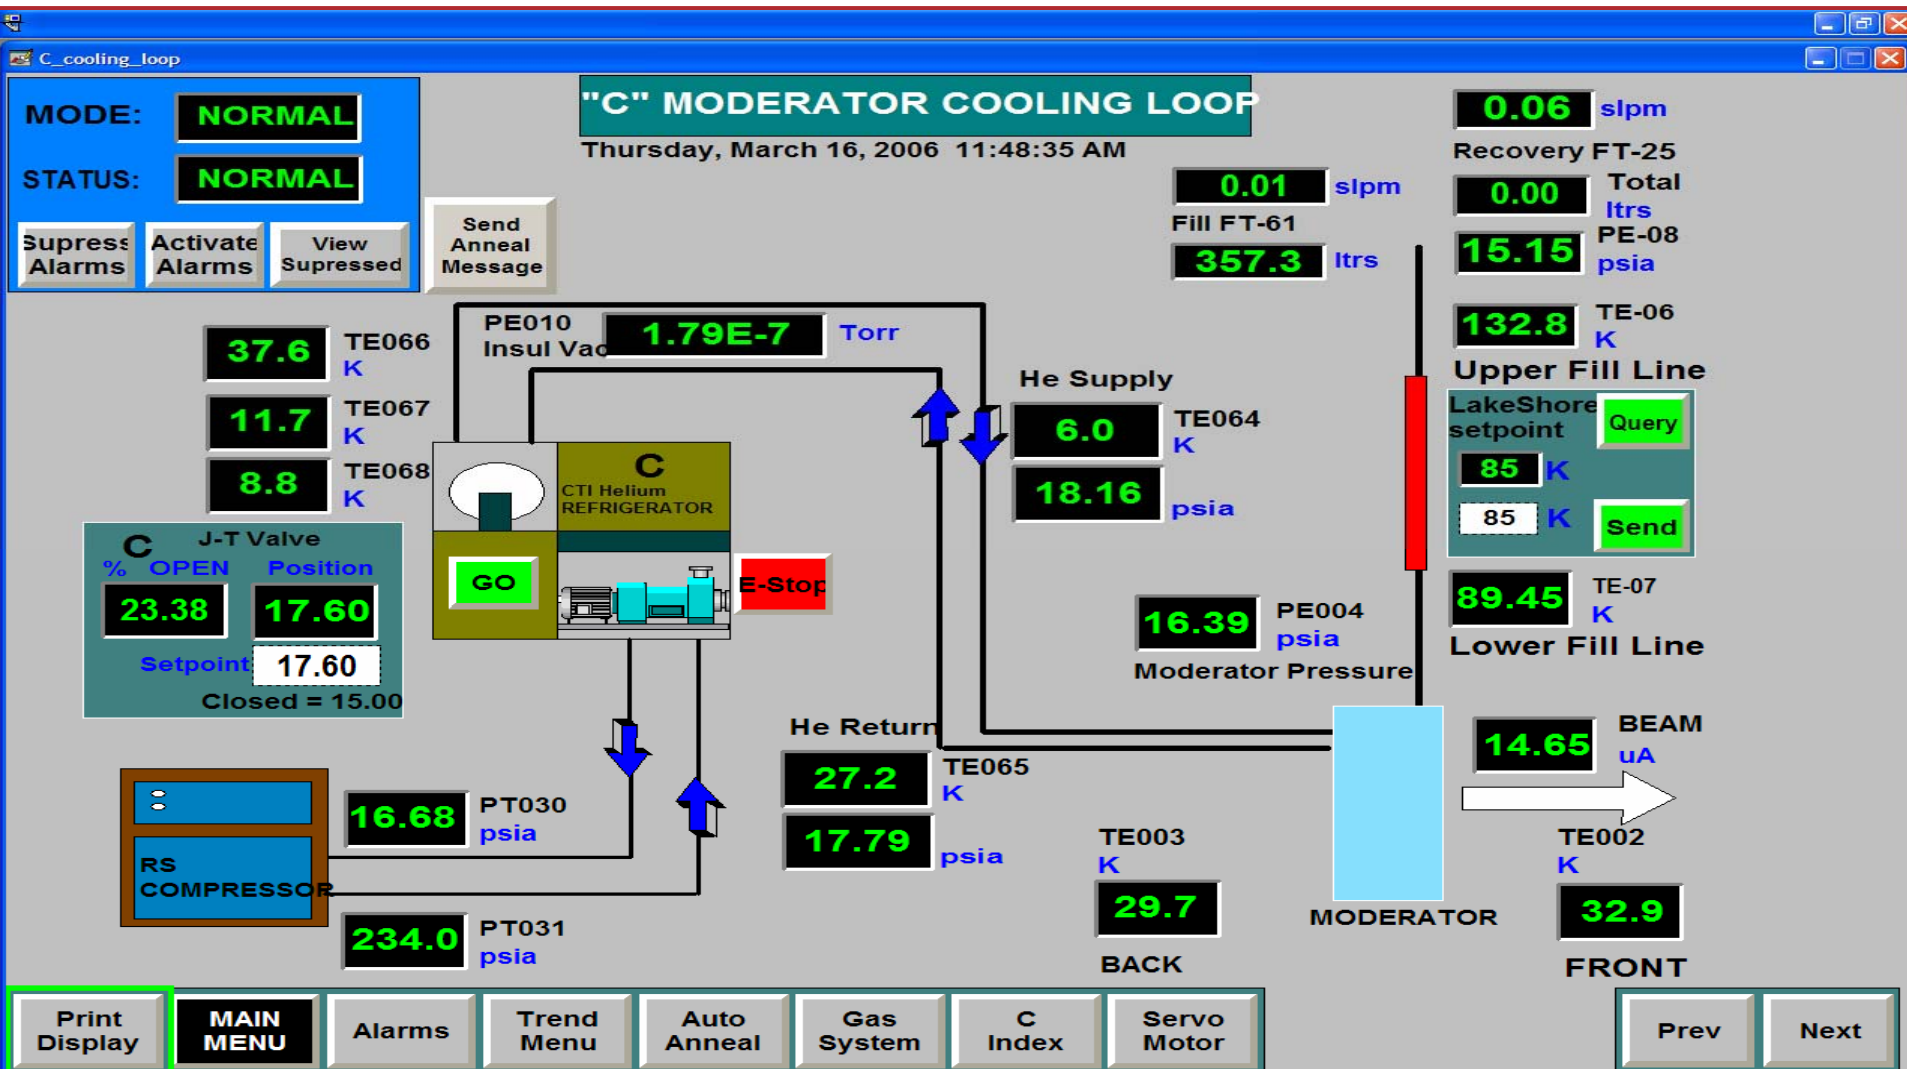 C_cooling_loop
"C" MODERATOR COOLING LOOP
Thursday, March 16, 2006 11:48:35 AM
MODE:
NORMAL
STATUS:
NORMAL
Supress
Alarms
Activate
Alarms
View
Supressed
Send
Anneal
Message
0.06 slpm
Recovery FT-25
0.00 Total
ltrs
15.15 PE-08
psia
0.01 slpm
Fill FT-61
357.3 ltrs
132.8 TE-06
K
Upper Fill Line
PE010
Insul Vac
1.79E-7 Torr
37.6 TE066
K
11.7 TE067
K
8.8 TE068
K
He Supply
6.0 TE064
K
18.16 psia
LakeShore
setpoint
Query
85 K
85 K
Send
C
CTI Helium
REFRIGERATOR
GO
E-Stop
C J-T Valve
% OPEN Position
23.38 17.60
Setpoint 17.60
Closed = 15.00
89.45 TE-07
K
Lower Fill Line
16.39 PE004
psia
Moderator Pressure
He Return
27.2 TE065
K
17.79 psia
14.65 BEAM
uA
RS
COMPRESSOR
16.68 PT030
psia
234.0 PT031
psia
TE003
K
29.7
BACK
MODERATOR
TE002
K
32.9
FRONT
Print
Display
MAIN
MENU
Alarms
Trend
Menu
Auto
Anneal
Gas
System
C
Index
Servo
Motor
Prev
Next